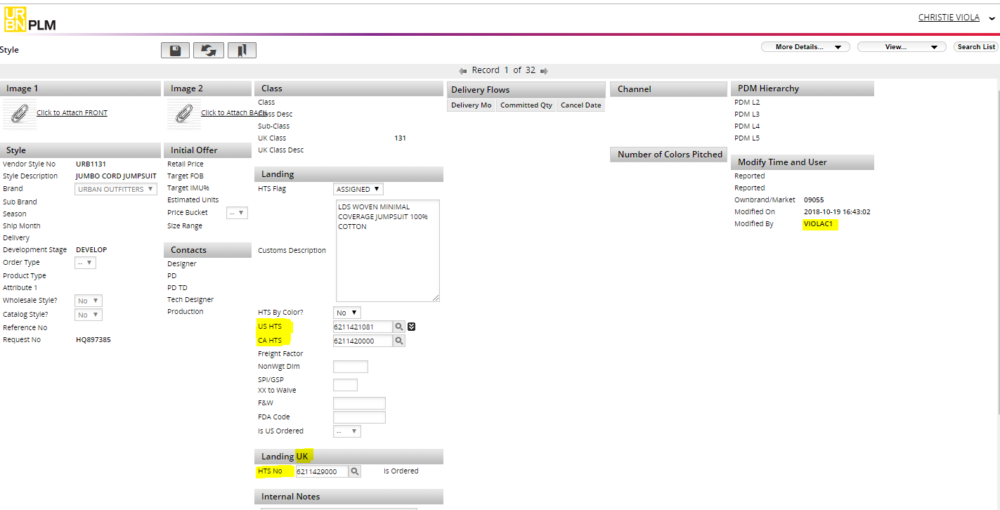 URBN PLM
CHRISTIE VIOLA
Style
More Details...
View...
Search List
Record 1 of 32
Image 1
Click to Attach FRONT
Image 2
Click to Attach BACK
Style
Vendor Style No URB1131
Style Description JUMBO CORD JUMPSUIT
Brand URBAN OUTFITTERS
Sub Brand
Season
Ship Month
Delivery
Development Stage DEVELOP
Order Type --
Product Type
Attribute 1
Wholesale Style? No
Catalog Style? No
Reference No
Request No HQ897385
Initial Offer
Retail Price
Target FOB
Target IMU%
Estimated Units
Price Bucket --
Size Range
Contacts
Designer
PD
PD TD
Tech Designer
Production
Class
Class
Class Desc
Sub-Class
UK Class 131
UK Class Desc
Landing
HTS Flag ASSIGNED
Customs Description
LDS WOVEN MINIMAL
COVERAGE JUMPSUIT 100%
COTTON
HTS By Color? No
US HTS 6211421081
CA HTS 6211420000
Freight Factor
NonWgt Dim
SPI/GSP
XX to Waive
F&W
FDA Code
Is US Ordered --
Landing UK
HTS No 6211429000 Is Ordered
Internal Notes
Delivery Flows
Delivery Mo Committed Qty Cancel Date
Channel
Number of Colors Pitched
PDM Hierarchy
PDM L2
PDM L3
PDM L4
PDM L5
Modify Time and User
Reported
Reported
Ownbrand/Market 09055
Modified On 2018-10-19 16:43:02
Modified By VIOLAC1